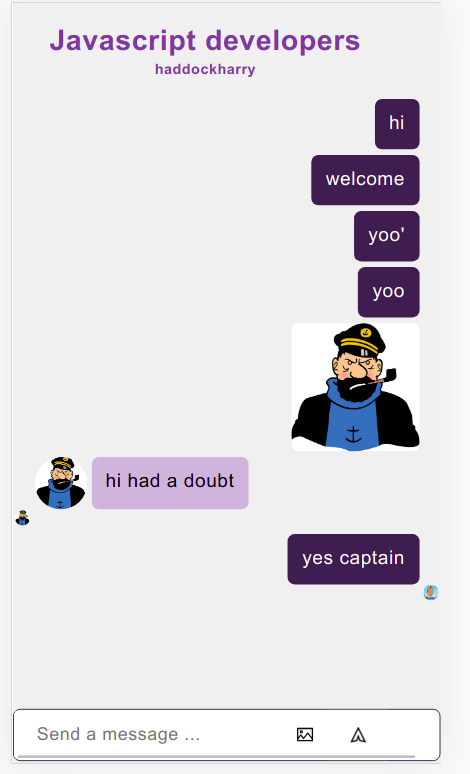 Javascript developers
haddockharry
hi
welcome
yoo'
yoo
hi had a doubt
yes captain
Send a message ...